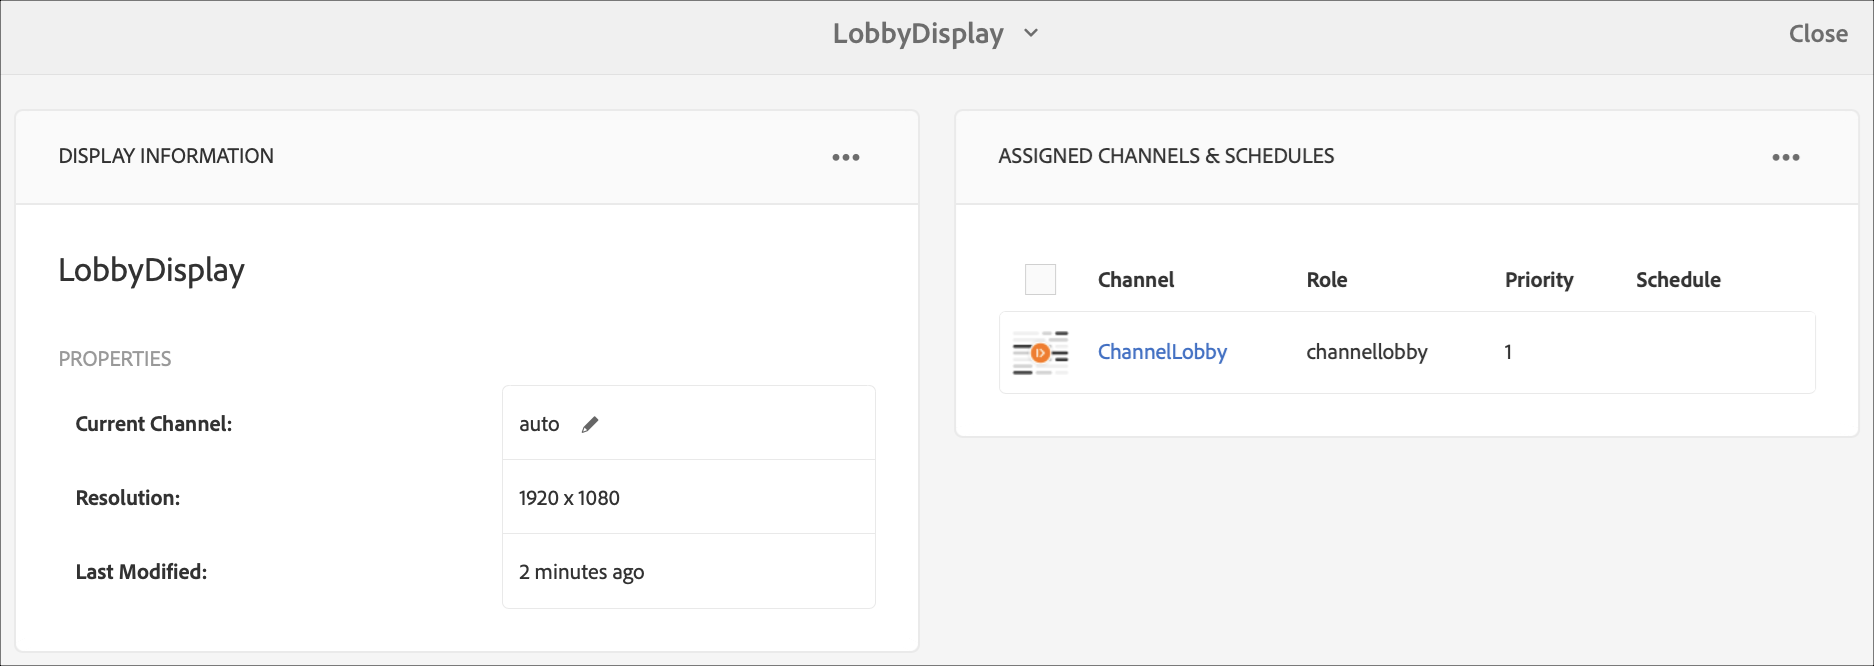 LobbyDisplay
Close
DISPLAY INFORMATION
LobbyDisplay
PROPERTIES
Current Channel: auto
Resolution: 1920 x 1080
Last Modified: 2 minutes ago
ASSIGNED CHANNELS & SCHEDULES
Channel Role Priority Schedule
ChannelLobby channellobby 1